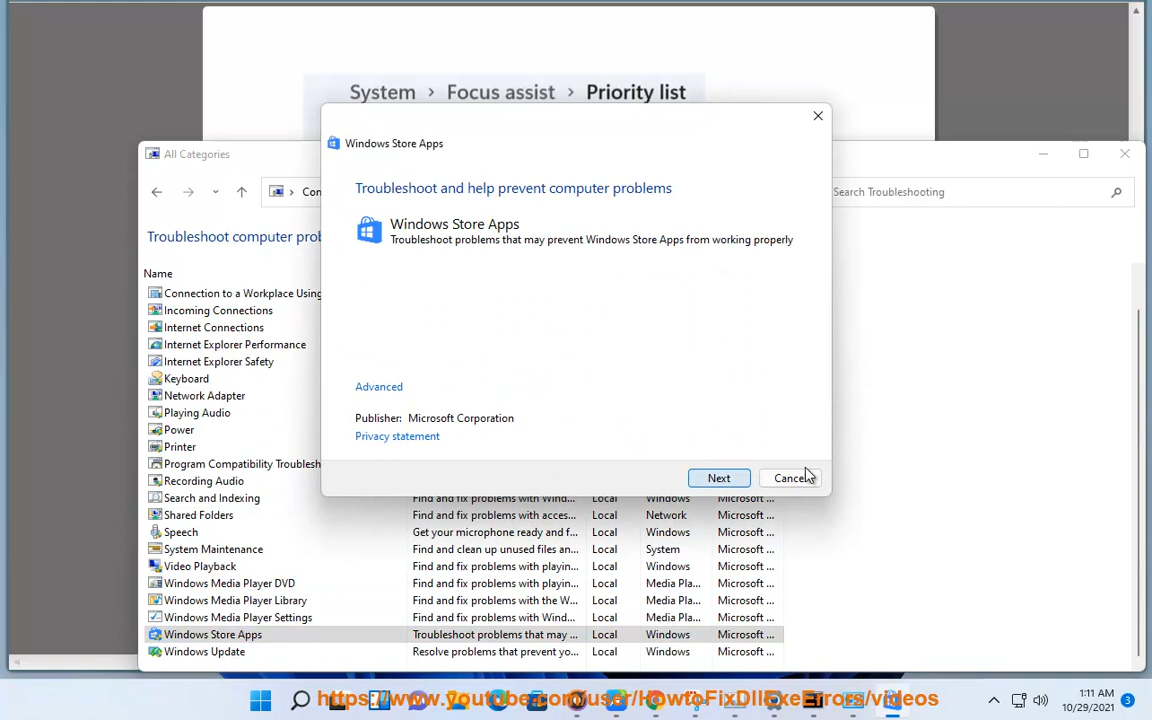 System > Focus assist > Priority list
Windows Store Apps
Troubleshoot and help prevent computer problems
Windows Store Apps
Troubleshoot problems that may prevent Windows Store Apps from working properly
Advanced
Publisher: Microsoft Corporation
Privacy statement
Next
Cancel
All Categories
Con
Search Troubleshooting
Troubleshoot computer prob
Name
Connection to a Workplace Using
Incoming Connections
Internet Connections
Internet Explorer Performance
Internet Explorer Safety
Keyboard
Network Adapter
Playing Audio
Power
Printer
Program Compatibility Troublesh
Recording Audio
Search and Indexing Find and fix problems with Wind... Local Windows Microsoft ...
Shared Folders Find and fix problems with acces... Local Network Microsoft ...
Speech Get your microphone ready and f... Local Windows Microsoft ...
System Maintenance Find and clean up unused files an... Local System Microsoft ...
Video Playback Find and fix problems with playin... Local Windows Microsoft ...
Windows Media Player DVD Find and fix problems with playin... Local Media Pla... Microsoft ...
Windows Media Player Library Find and fix problems with the W... Local Media Pla... Microsoft ...
Windows Media Player Settings Find and fix problems with Wind... Local Media Pla... Microsoft ...
Windows Store Apps Troubleshoot problems that may ... Local Windows Microsoft ...
Windows Update Resolve problems that prevent yo... Local Windows Microsoft ...
https://www.youtube.com/user/HowtoFixDllExeErrors/videos
1:11 AM
10/29/2021
3